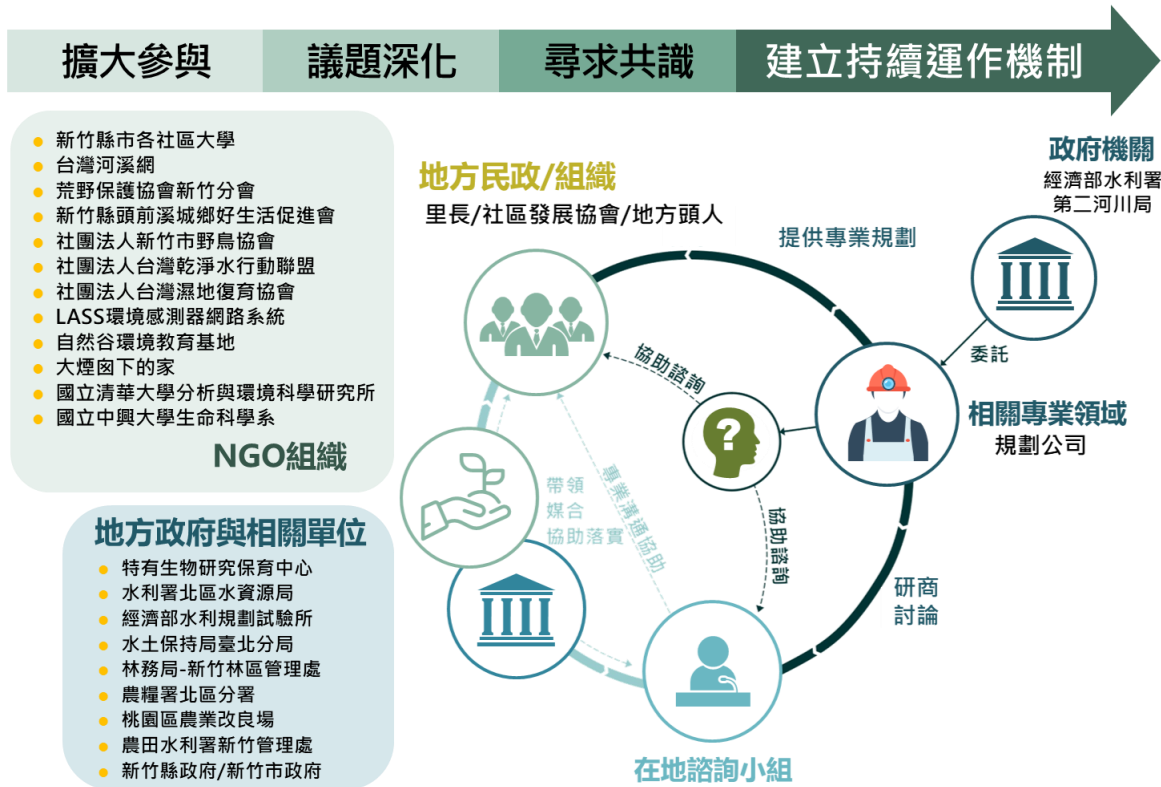 擴大參與
議題深化
尋求共識
建立持續運作機制
新竹縣市各社區大學
台灣河溪網
荒野保護協會新竹分會
新竹縣頭前溪城鄉好生活促進會
社團法人新竹市野鳥協會
社團法人台灣乾淨水行動聯盟
社團法人台灣濕地復育協會
LASS環境感測器網路系統
自然谷環境教育基地
大煙囪下的家
國立清華大學分析與環境科學研究所
國立中興大學生命科學系
NGO組織
地方政府與相關單位
特有生物研究保育中心
水利署北區水資源局
經濟部水利規劃試驗所
水土保持局臺北分局
林務局-新竹林區管理處
農糧署北區分署
桃園區農業改良場
農田水利署新竹管理處
新竹縣政府/新竹市政府
地方民政/組織
里長/社區發展協會/地方頭人
提供專業規劃
政府機關
經濟部水利署
第二河川局
委託
相關專業領域
規劃公司
協助諮詢
?
協助諮詢
專業溝通協助
帶領
媒合
協助落實
研商
討論
在地諮詢小組